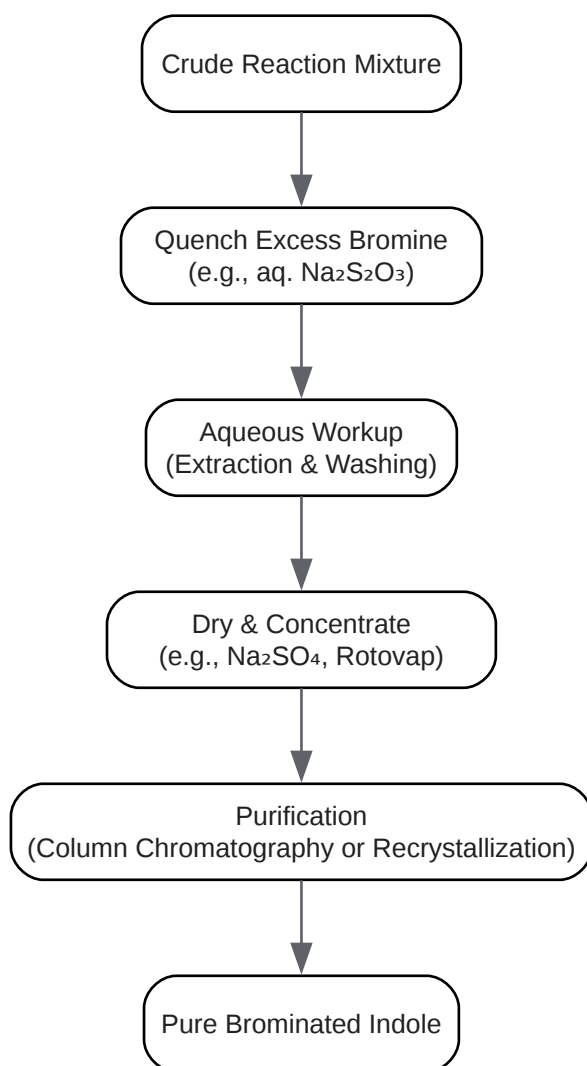 Crude Reaction Mixture
Quench Excess Bromine
(e.g., aq. Na₂S₂O₃)
Aqueous Workup
(Extraction & Washing)
Dry & Concentrate
(e.g., Na₂SO₄, Rotovap)
Purification
(Column Chromatography or Recrystallization)
Pure Brominated Indole